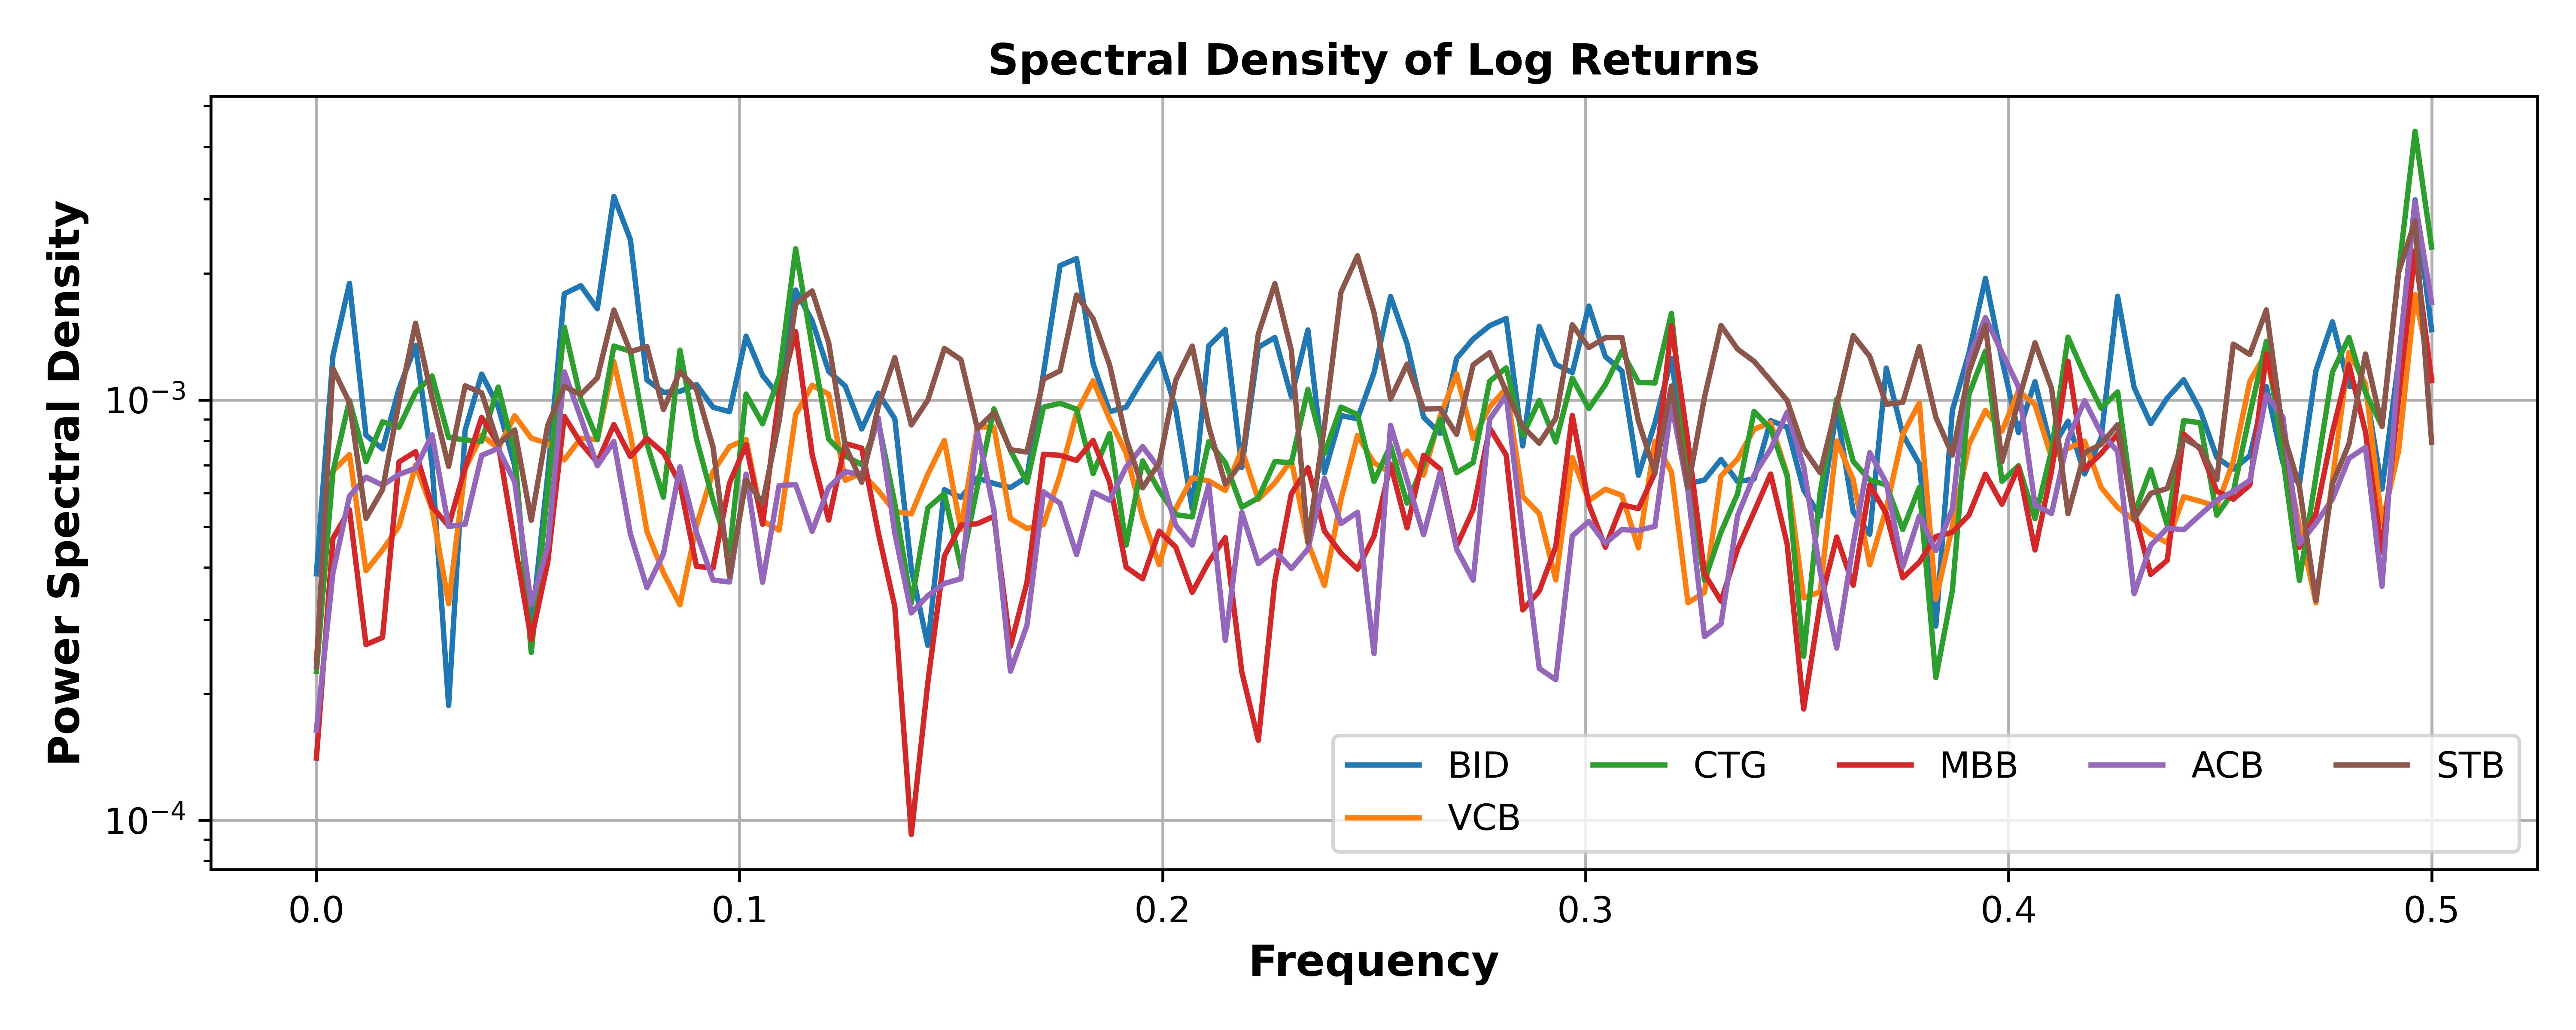 Spectral Density of Log Returns
Power Spectral Density
10⁻³
10⁻⁴
BID CTG MBB ACB STB
VCB
0.0 0.1 0.2 0.3 0.4 0.5
Frequency